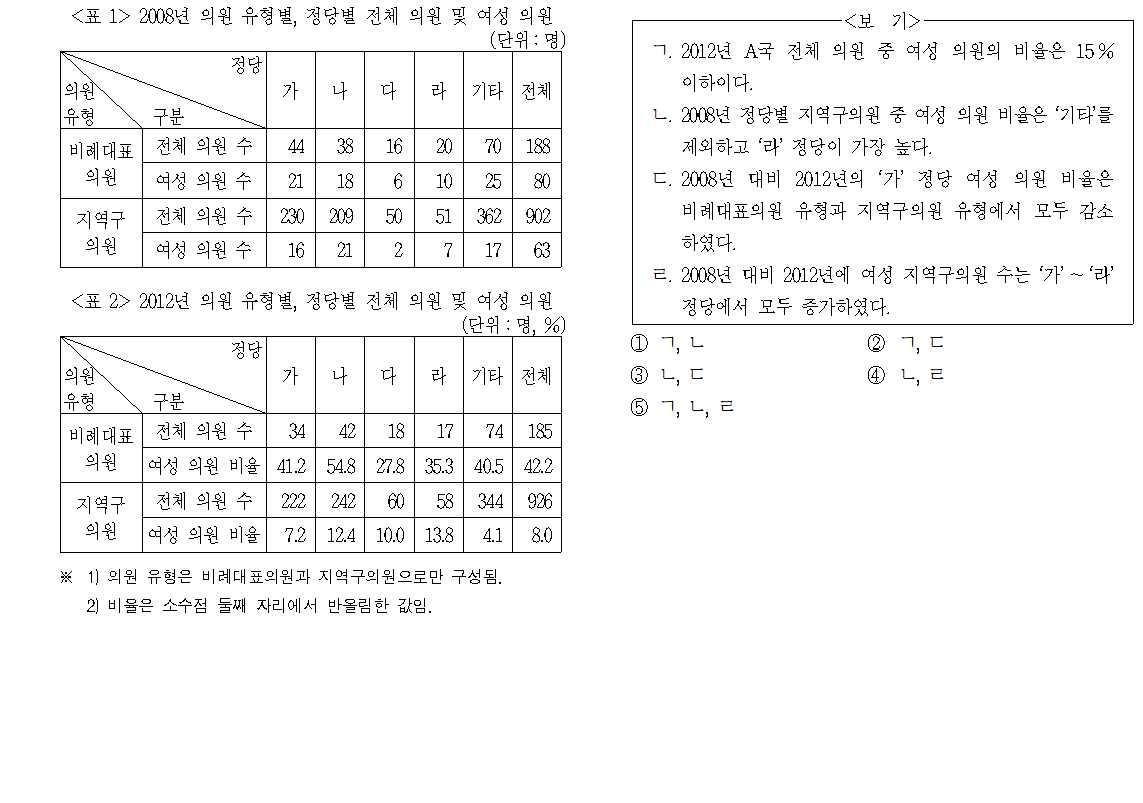 <표 1> 2008년 의원 유형별, 정당별 전체 의원 및 여성 의원
(단위 : 명)
정당
의원
유형
구분
가 나 다 라 기타 전체
비례대표
의원
전체 의원 수 44 38 16 20 70 188
여성 의원 수 21 18 6 10 25 80
지역구
의원
전체 의원 수 230 209 50 51 362 902
여성 의원 수 16 21 2 7 17 63
<표 2> 2012년 의원 유형별, 정당별 전체 의원 및 여성 의원
(단위 : 명, %)
정당
의원
유형
구분
가 나 다 라 기타 전체
비례대표
의원
전체 의원 수 34 42 18 17 74 185
여성 의원 비율 41.2 54.8 27.8 35.3 40.5 42.2
지역구
의원
전체 의원 수 222 242 60 58 344 926
여성 의원 비율 7.2 12.4 10.0 13.8 4.1 8.0
※ 1) 의원 유형은 비례대표의원과 지역구의원으로만 구성됨.
2) 비율은 소수점 둘째 자리에서 반올림한 값임.
<보 기>
ㄱ. 2012년 A국 전체 의원 중 여성 의원의 비율은 15 %
이하이다.
ㄴ. 2008년 정당별 지역구의원 중 여성 의원 비율은 ‘기타’를
제외하고 ‘라’ 정당이 가장 높다.
ㄷ. 2008년 대비 2012년의 ‘가’ 정당 여성 의원 비율은
비례대표의원 유형과 지역구의원 유형에서 모두 감소
하였다.
ㄹ. 2008년 대비 2012년에 여성 지역구의원 수는 ‘가’ ~ ‘라’
정당에서 모두 증가하였다.
① ㄱ, ㄴ ② ㄱ, ㄷ
③ ㄴ, ㄷ ④ ㄴ, ㄹ
⑤ ㄱ, ㄴ, ㄹ